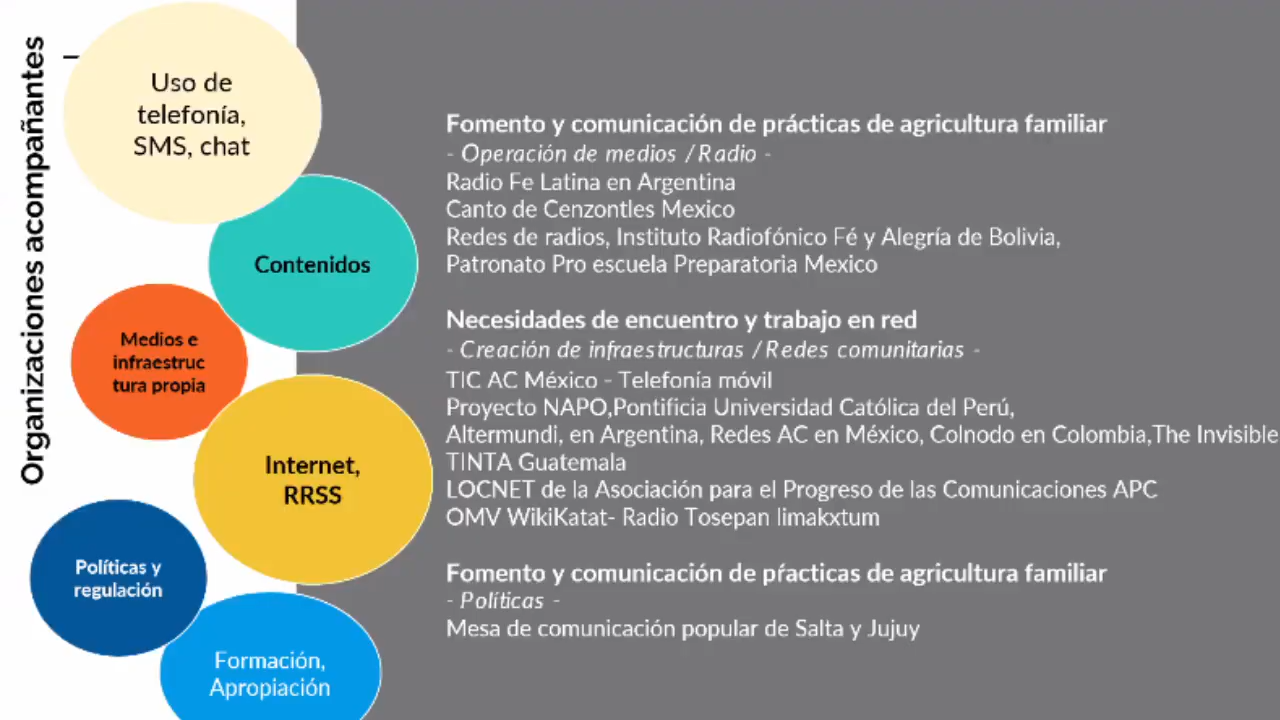 Organizaciones acompañantes
Uso de
telefonía,
SMS, chat
Contenidos
Medios e
infraestruc
tura propia
Internet,
RRSS
Políticas y
regulación
Formación,
Apropiación
Fomento y comunicación de prácticas de agricultura familiar
- Operación de medios / Radio -
Radio Fe Latina en Argentina
Canto de Cenzontles Mexico
Redes de radios, Instituto Radiofónico Fé y Alegría de Bolivia,
Patronato Pro escuela Preparatoria Mexico
Necesidades de encuentro y trabajo en red
- Creación de infraestructuras / Redes comunitarias -
TIC AC México - Telefonía móvil
Proyecto NAPO,Pontificia Universidad Católica del Perú,
Altermundi, en Argentina, Redes AC en México, Colnodo en Colombia,The Invisible
TINTA Guatemala
LOCNET de la Asociación para el Progreso de las Comunicaciones APC
OMV WikiKatat- Radio Tosepan limakxtum
Fomento y comunicación de pŕacticas de agricultura familiar
- Políticas -
Mesa de comunicación popular de Salta y Jujuy